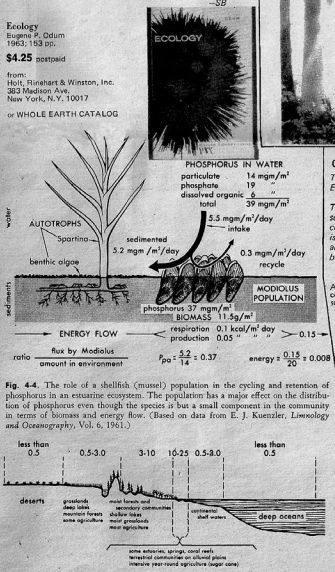 —SB
Ecology
Eugene P. Odum
1963; 153 pp.
$4.25 postpaid
from:
Holt, Rinehart & Winston, Inc.
383 Madison Ave.
New York, N.Y. 10017
or WHOLE EARTH CATALOG
ODUM
ECOLOGY
PHOSPHORUS IN WATER
particulate 14 mgm/m²
phosphate 19 "
dissolved organic 6 "
total 39 mgm/m²
water
AUTOTROPHS
Spartina
benthic algae
sedimented
5.2 mgm/m²/day
5.5 mgm/m²/day
intake
0.3 mgm/m²/day
recycle
sediments
MODIOLUS
POPULATION
phosphorus 37 mgm/m²
BIOMASS 11.5g/m²
ENERGY FLOW
respiration 0.1 kcal/m² day
production 0.05 " "
0.15
ratio flux by Modiolus / amount in environment
Ppa = 5.2 / 14 = 0.37
energy = 0.15 / 20 = 0.008
Fig. 4-4. The role of a shellfish (mussel) population in the cycling and retention of
phosphorus in an estuarine ecosystem. The population has a major effect on the distribu-
tion of phosphorus even though the species is but a small component in the community
in terms of biomass and energy flow. (Based on data from E. J. Kuenzler, Limnology
and Oceanography, Vol. 6, 1961.)
less than
0.5
0.5-3.0
3-10
10-25
0.5-3.0
less than
0.5
deserts
grasslands
deep lakes
mountain forests
some agriculture
moist forests and
secondary communities
shallow lakes
moist grasslands
most agriculture
continental
shelf waters
deep oceans
some estuaries, springs, coral reefs
terrestrial communities on alluvial plains
intensive year-round agriculture (sugar cane)